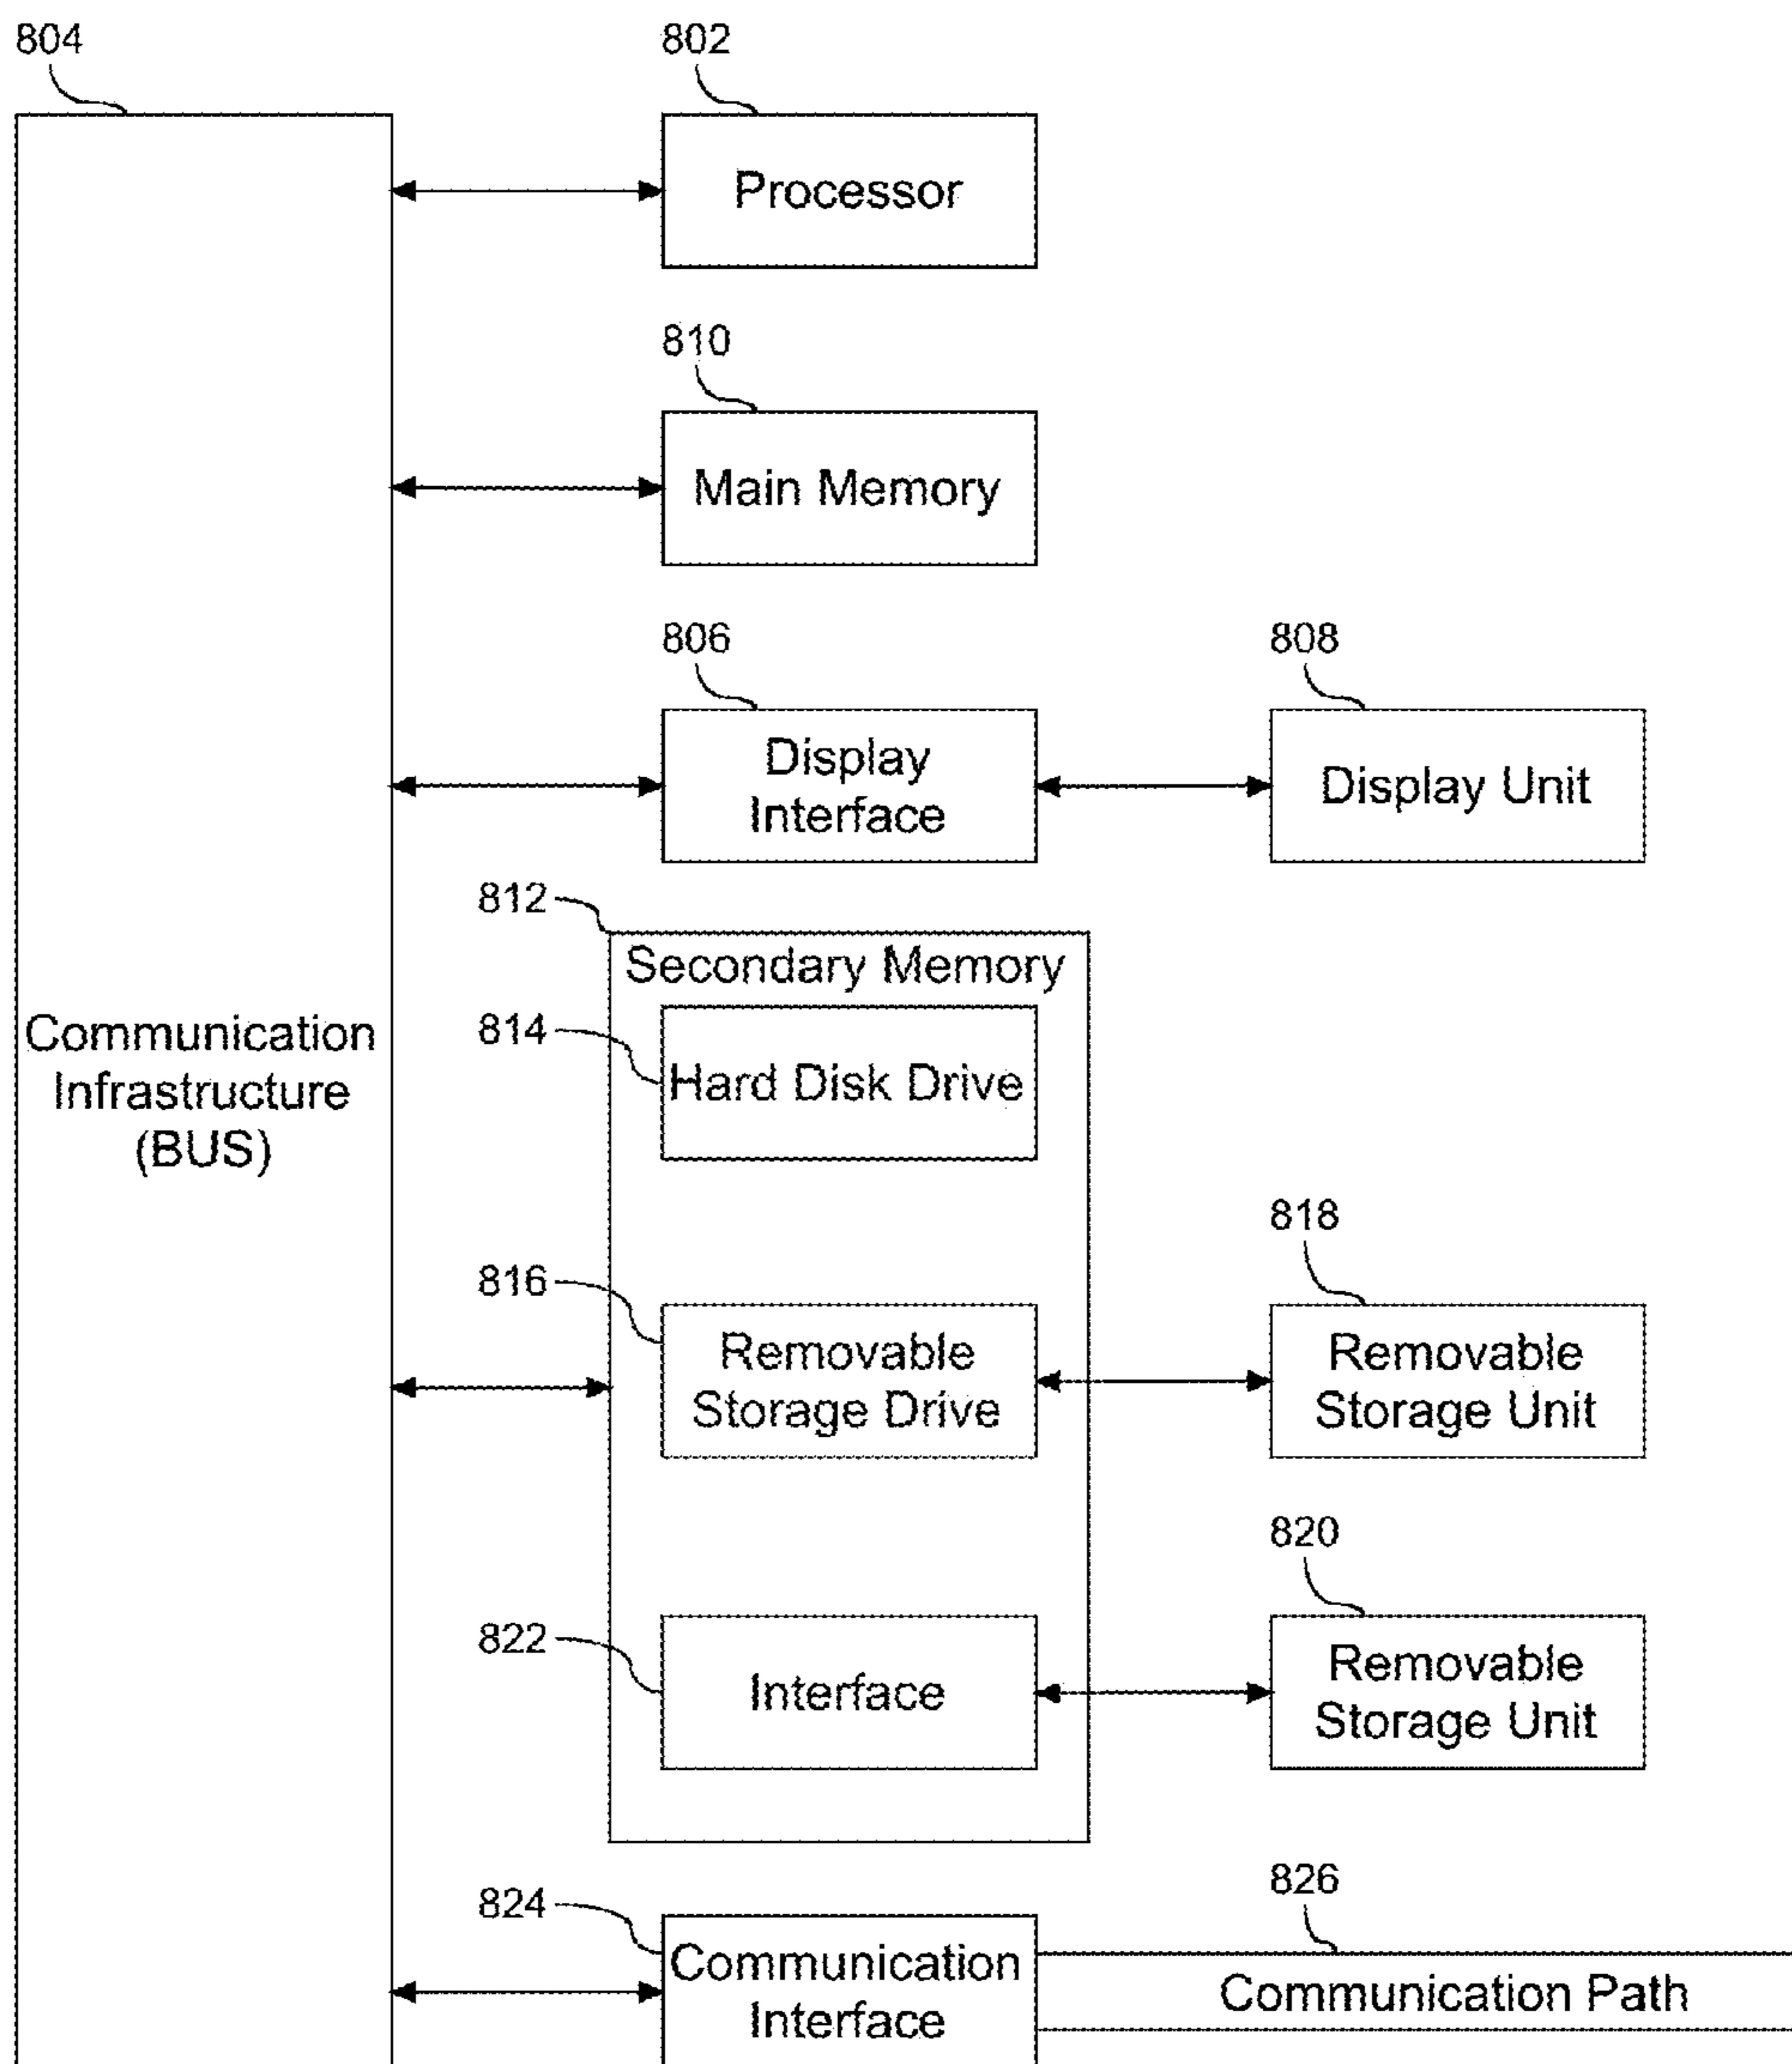 804
802
Processor
810
Main Memory
806
808
Display
Interface
Display Unit
812
Secondary Memory
Communication
Infrastructure
(BUS)
814
Hard Disk Drive
816
818
Removable
Storage Drive
Removable
Storage Unit
820
822
Interface
Removable
Storage Unit
824
826
Communication
Interface
Communication Path